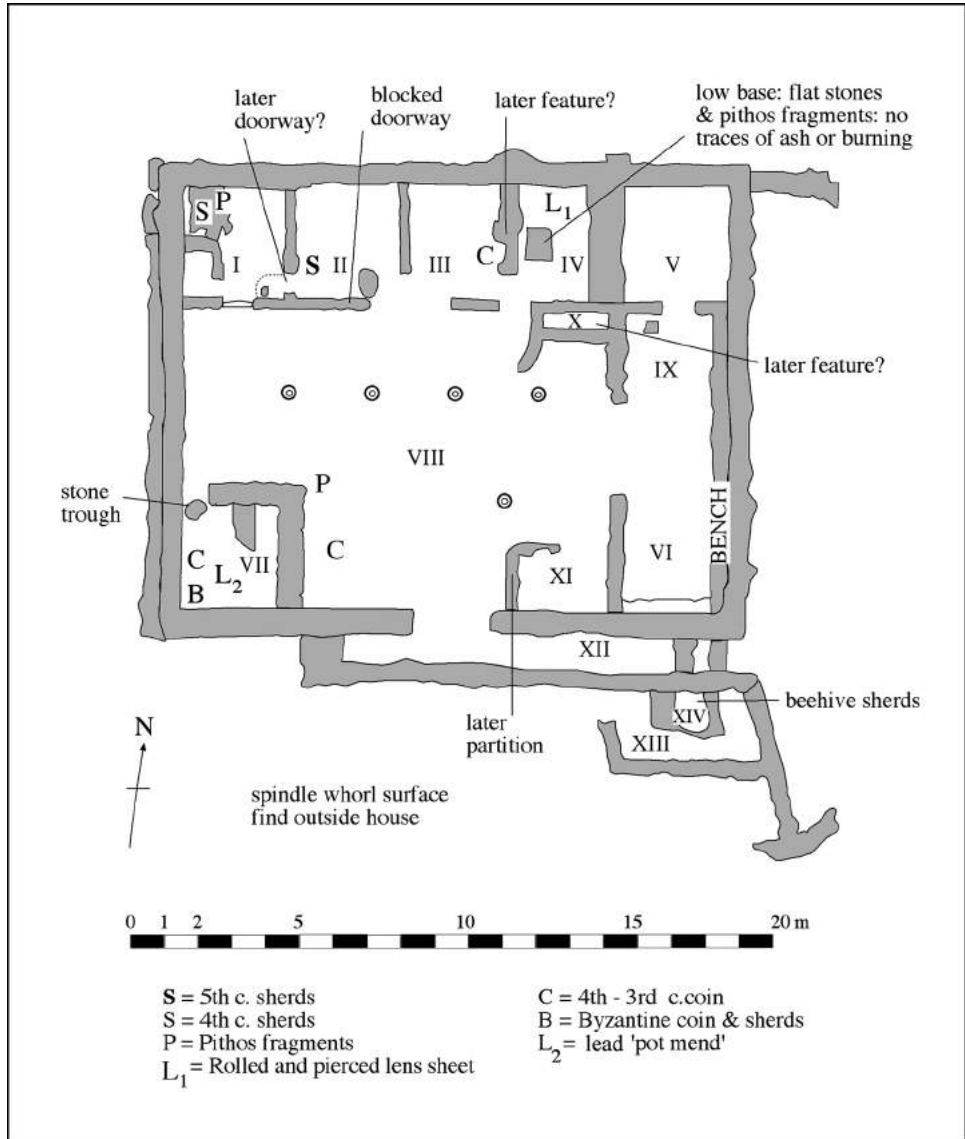 later
doorway?
blocked
doorway
later feature?
low base: flat stones
& pithos fragments: no
traces of ash or burning
S
P
I
S
II
III
C
L1
IV
V
X
IX
later feature?
VIII
stone
trough
P
C
C
L2
VII
B
XI
VI
BENCH
XII
beehive sherds
XIV
XIII
later
partition
N
spindle whorl surface
find outside house
0 1 2 5 10 15 20 m
S = 5th c. sherds
S = 4th c. sherds
P = Pithos fragments
L1 = Rolled and pierced lens sheet
C = 4th - 3rd c.coin
B = Byzantine coin & sherds
L2 = lead 'pot mend'